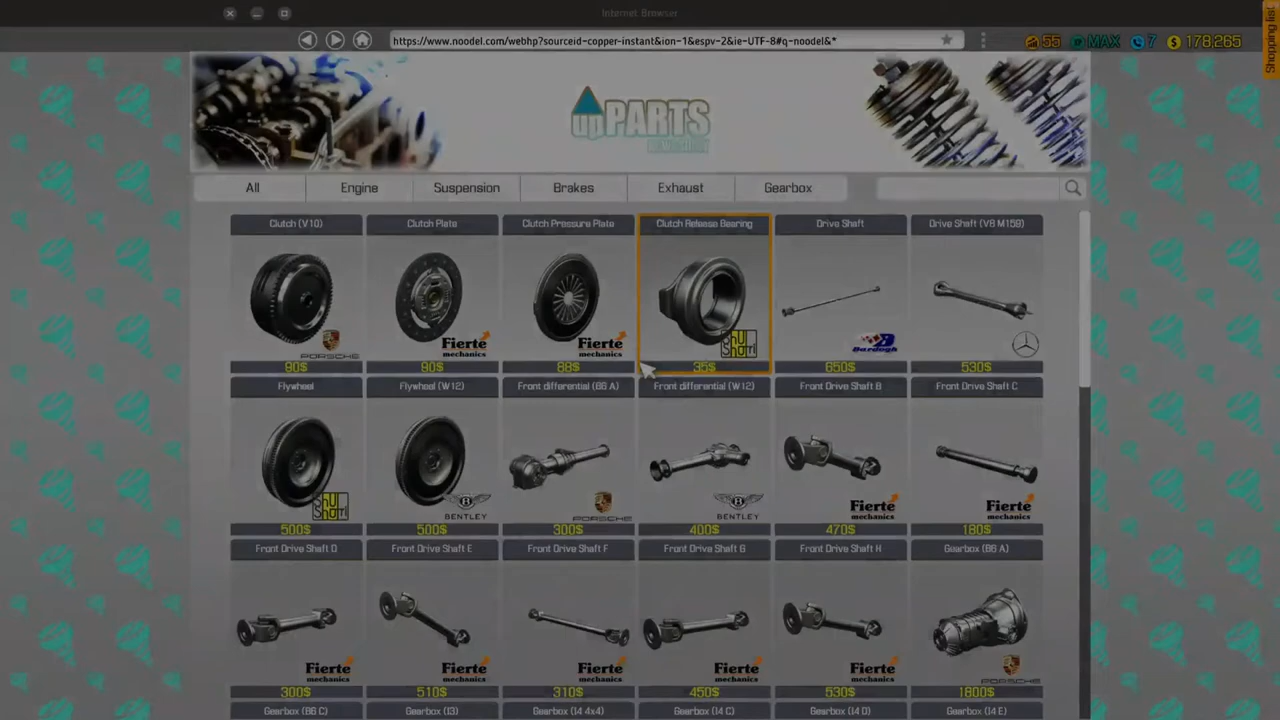 Internet Browser
https://www.noodel.com/webhp?sourceid-copper-instant&ion-1&espv-2&ie-UTF-8#q-noodel&*
55 MAX 7 $ 178,265
Shopping list
upPARTS
All Engine Suspension Brakes Exhaust Gearbox
Clutch (V10) Clutch Plate Clutch Pressure Plate Clutch Release Bearing Drive Shaft Drive Shaft (V8 M159)
PORSCHE Fierte mechanics Fierte mechanics
90$ 90$ 88$ 35$ 650$ 530$
Flywheel Flywheel (W12) Front differential (B6 A) Front differential (W12) Front Drive Shaft B Front Drive Shaft C
BENTLEY PORSCHE BENTLEY Fierte mechanics Fierte mechanics
500$ 500$ 300$ 400$ 470$ 180$
Front Drive Shaft D Front Drive Shaft E Front Drive Shaft F Front Drive Shaft G Front Drive Shaft H Gearbox (B6 A)
Fierte mechanics Fierte mechanics Fierte mechanics Fierte mechanics Fierte mechanics PORSCHE
300$ 510$ 310$ 450$ 530$ 1800$
Gearbox (B6 C) Gearbox (I3) Gearbox (I4 4x4) Gearbox (I4 C) Gearbox (I4 D) Gearbox (I4 E)